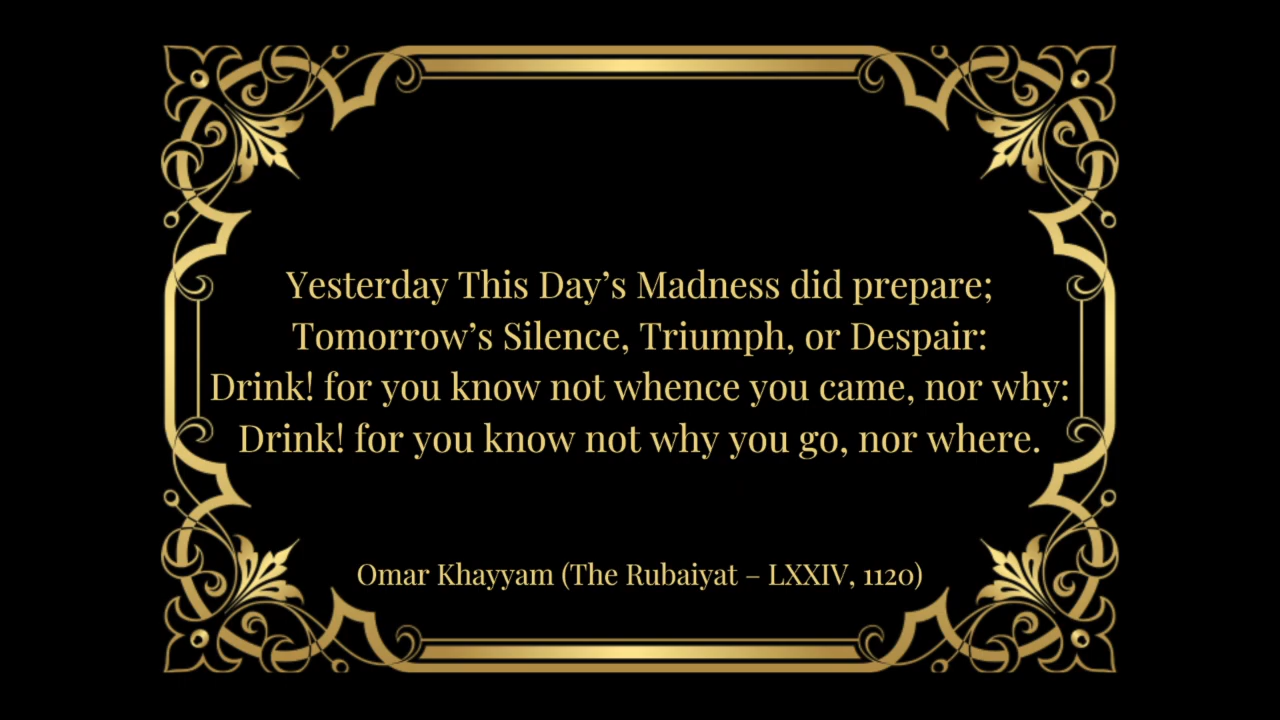 Yesterday This Day’s Madness did prepare;
Tomorrow’s Silence, Triumph, or Despair:
Drink! for you know not whence you came, nor why:
Drink! for you know not why you go, nor where.
Omar Khayyam (The Rubaiyat – LXXIV, 1120)